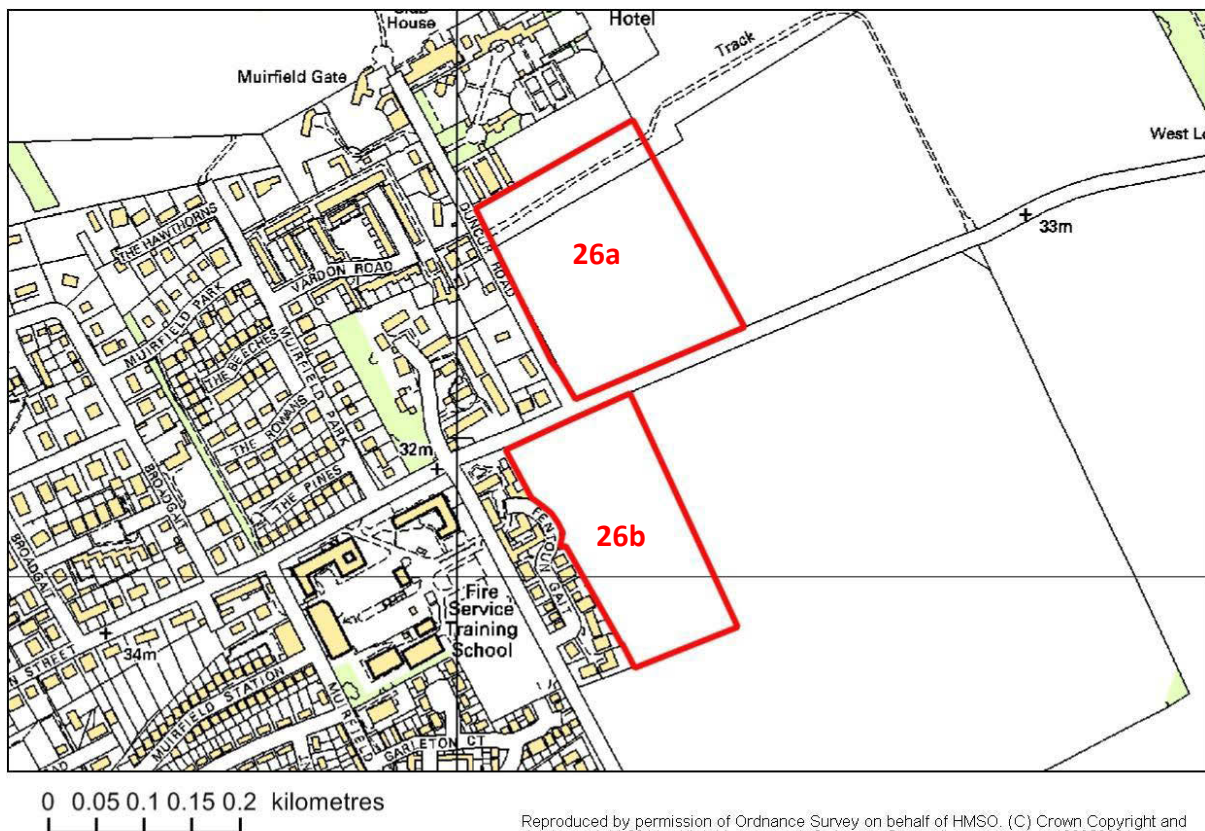 House
Hotel
Track
Muirfield Gate
West Lo
33m
THE HAWTHORNS
DUNCUR ROAD
26a
VARDON ROAD
MUIRFIELD PARK
THE BEECHES
MUIRFIELD PARK
THE ROWANS
32m
THE PINES
BROADGAIT
BROADGAIT
FENTOUN GAIT
26b
Fire
Service
Training
School
34m
N STREET
MUIRFIELD STATION
MUIRFIELD
GARLETON CT
0 0.05 0.1 0.15 0.2 kilometres
Reproduced by permission of Ordnance Survey on behalf of HMSO. (C) Crown Copyright and